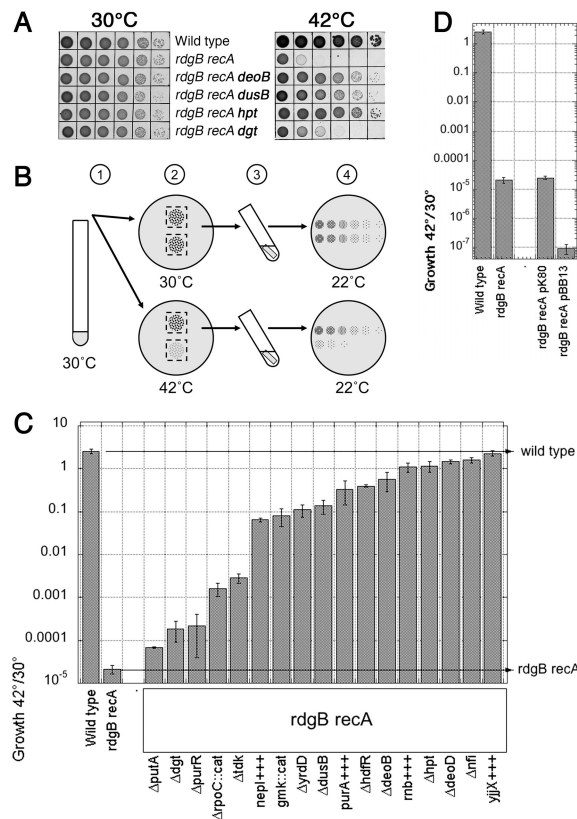 A
30°C
42°C
Wild type
rdgB recA
rdgB recA deoB
rdgB recA dusB
rdgB recA hpt
rdgB recA dgt
B
1
2
3
4
30°C
30°C
22°C
42°C
22°C
C
Growth 42°/30°
10
1
0.1
0.01
0.001
0.0001
10-5
wild type
rdgB recA
Wild type
rdgB recA
rdgB recA
ΔputA
Δdgt
ΔpurR
ΔrpoC::cat
Δtdk
nepI+++
gmk::cat
ΔyrdD
ΔdusB
purA+++
ΔhdfR
ΔdeoB
rnb+++
Δhpt
ΔdeoD
Δnfi
yjjX+++
D
Growth 42°/30°
1
0.1
0.01
0.001
0.0001
10-5
10-6
10-7
Wild type
rdgB recA
rdgB recA pK80
rdgB recA pBB13